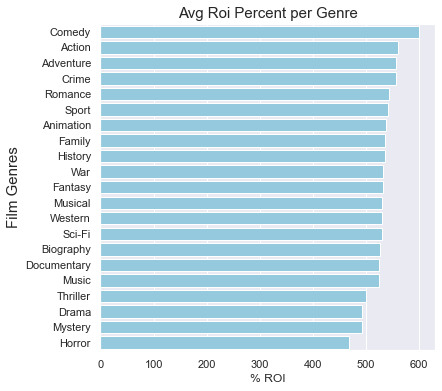 Avg Roi Percent per Genre
Film Genres
Comedy
Action
Adventure
Crime
Romance
Sport
Animation
Family
History
War
Fantasy
Musical
Western
Sci-Fi
Biography
Documentary
Music
Thriller
Drama
Mystery
Horror
0 100 200 300 400 500 600
% ROI